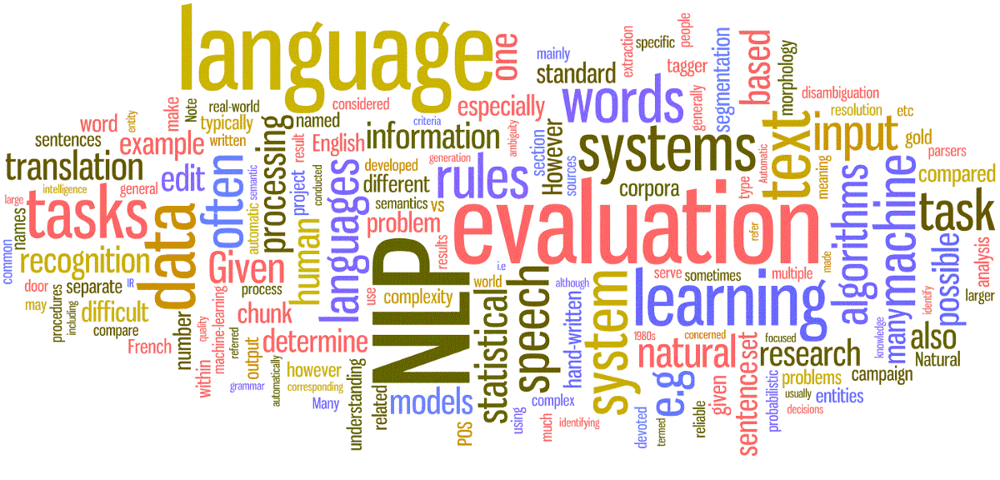 language
one
mainly
specific
people
extraction
tagger
standard
segmentation
based
morphology
words
generally
disambiguation
resolution
etc
word
entity
make
Note
real-world
typically
written
considered
named
especially
criteria
sentences
example
translation
edit
often
semantic
processing
result
English
project
conducted
information
generation
ambiguity
section
However
sources
systems
text
input
gold
parsers
compared
intelligence
general
large
tasks
names
common
data
automatic
human
languages
developed
different
semantics
vs
rules
problem
results
corpora
type
Automatic
meaning
evaluation
refer
made
algorithms
machine
many
task
possible
analysis
larger
identify
recognition
door
separate
IR
may
procedures
including
difficult
compare
French
number
Given
process
chunk
quality
machine-learning
within
referred
output
grammar
automatically
determine
however
corresponding
Many
understanding
related
use
complexity
NLP
i.e
world
statistical
speech
although
hand-written
system
serve
sometimes
multiple
learning
1980s
concerned
natural
set
sentence
focused
research
knowledge
also
Natural
campaign
models
POS
using
complex
much
identifying
devoted
e.g
termed
reliable
given
probabilistic
problems
usually
entities
decisions